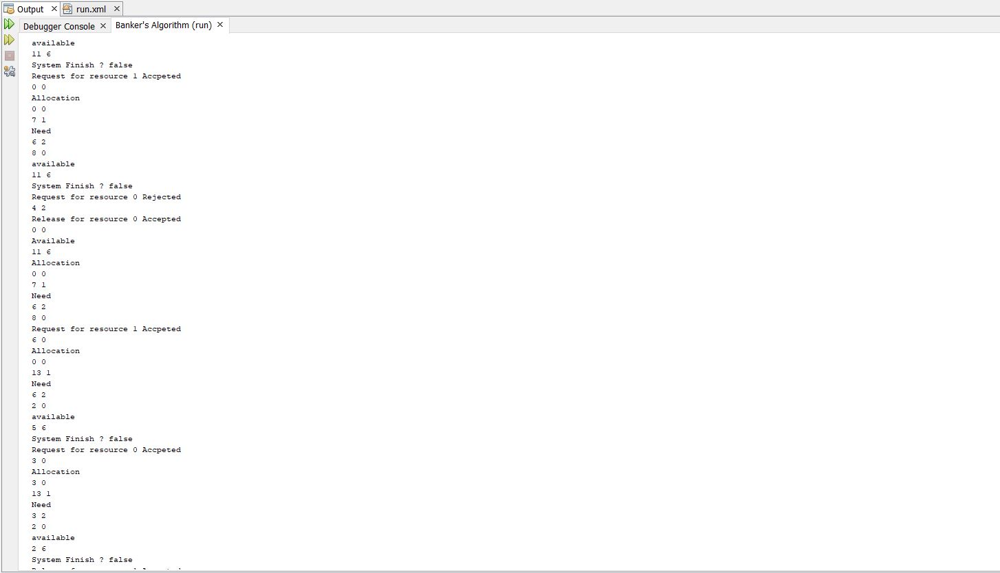 Output
run.xml
Debugger Console
Banker's Algorithm (run)
available
11 6
System Finish ? false
Request for resource 1 Accpeted
0 0
Allocation
0 0
7 1
Need
6 2
8 0
available
11 6
System Finish ? false
Request for resource 0 Rejected
4 2
Release for resource 0 Accepted
0 0
Available
11 6
Allocation
0 0
7 1
Need
6 2
8 0
Request for resource 1 Accpeted
6 0
Allocation
0 0
13 1
Need
6 2
2 0
available
5 6
System Finish ? false
Request for resource 0 Accpeted
3 0
Allocation
3 0
13 1
Need
3 2
2 0
available
2 6
System Finish ? false